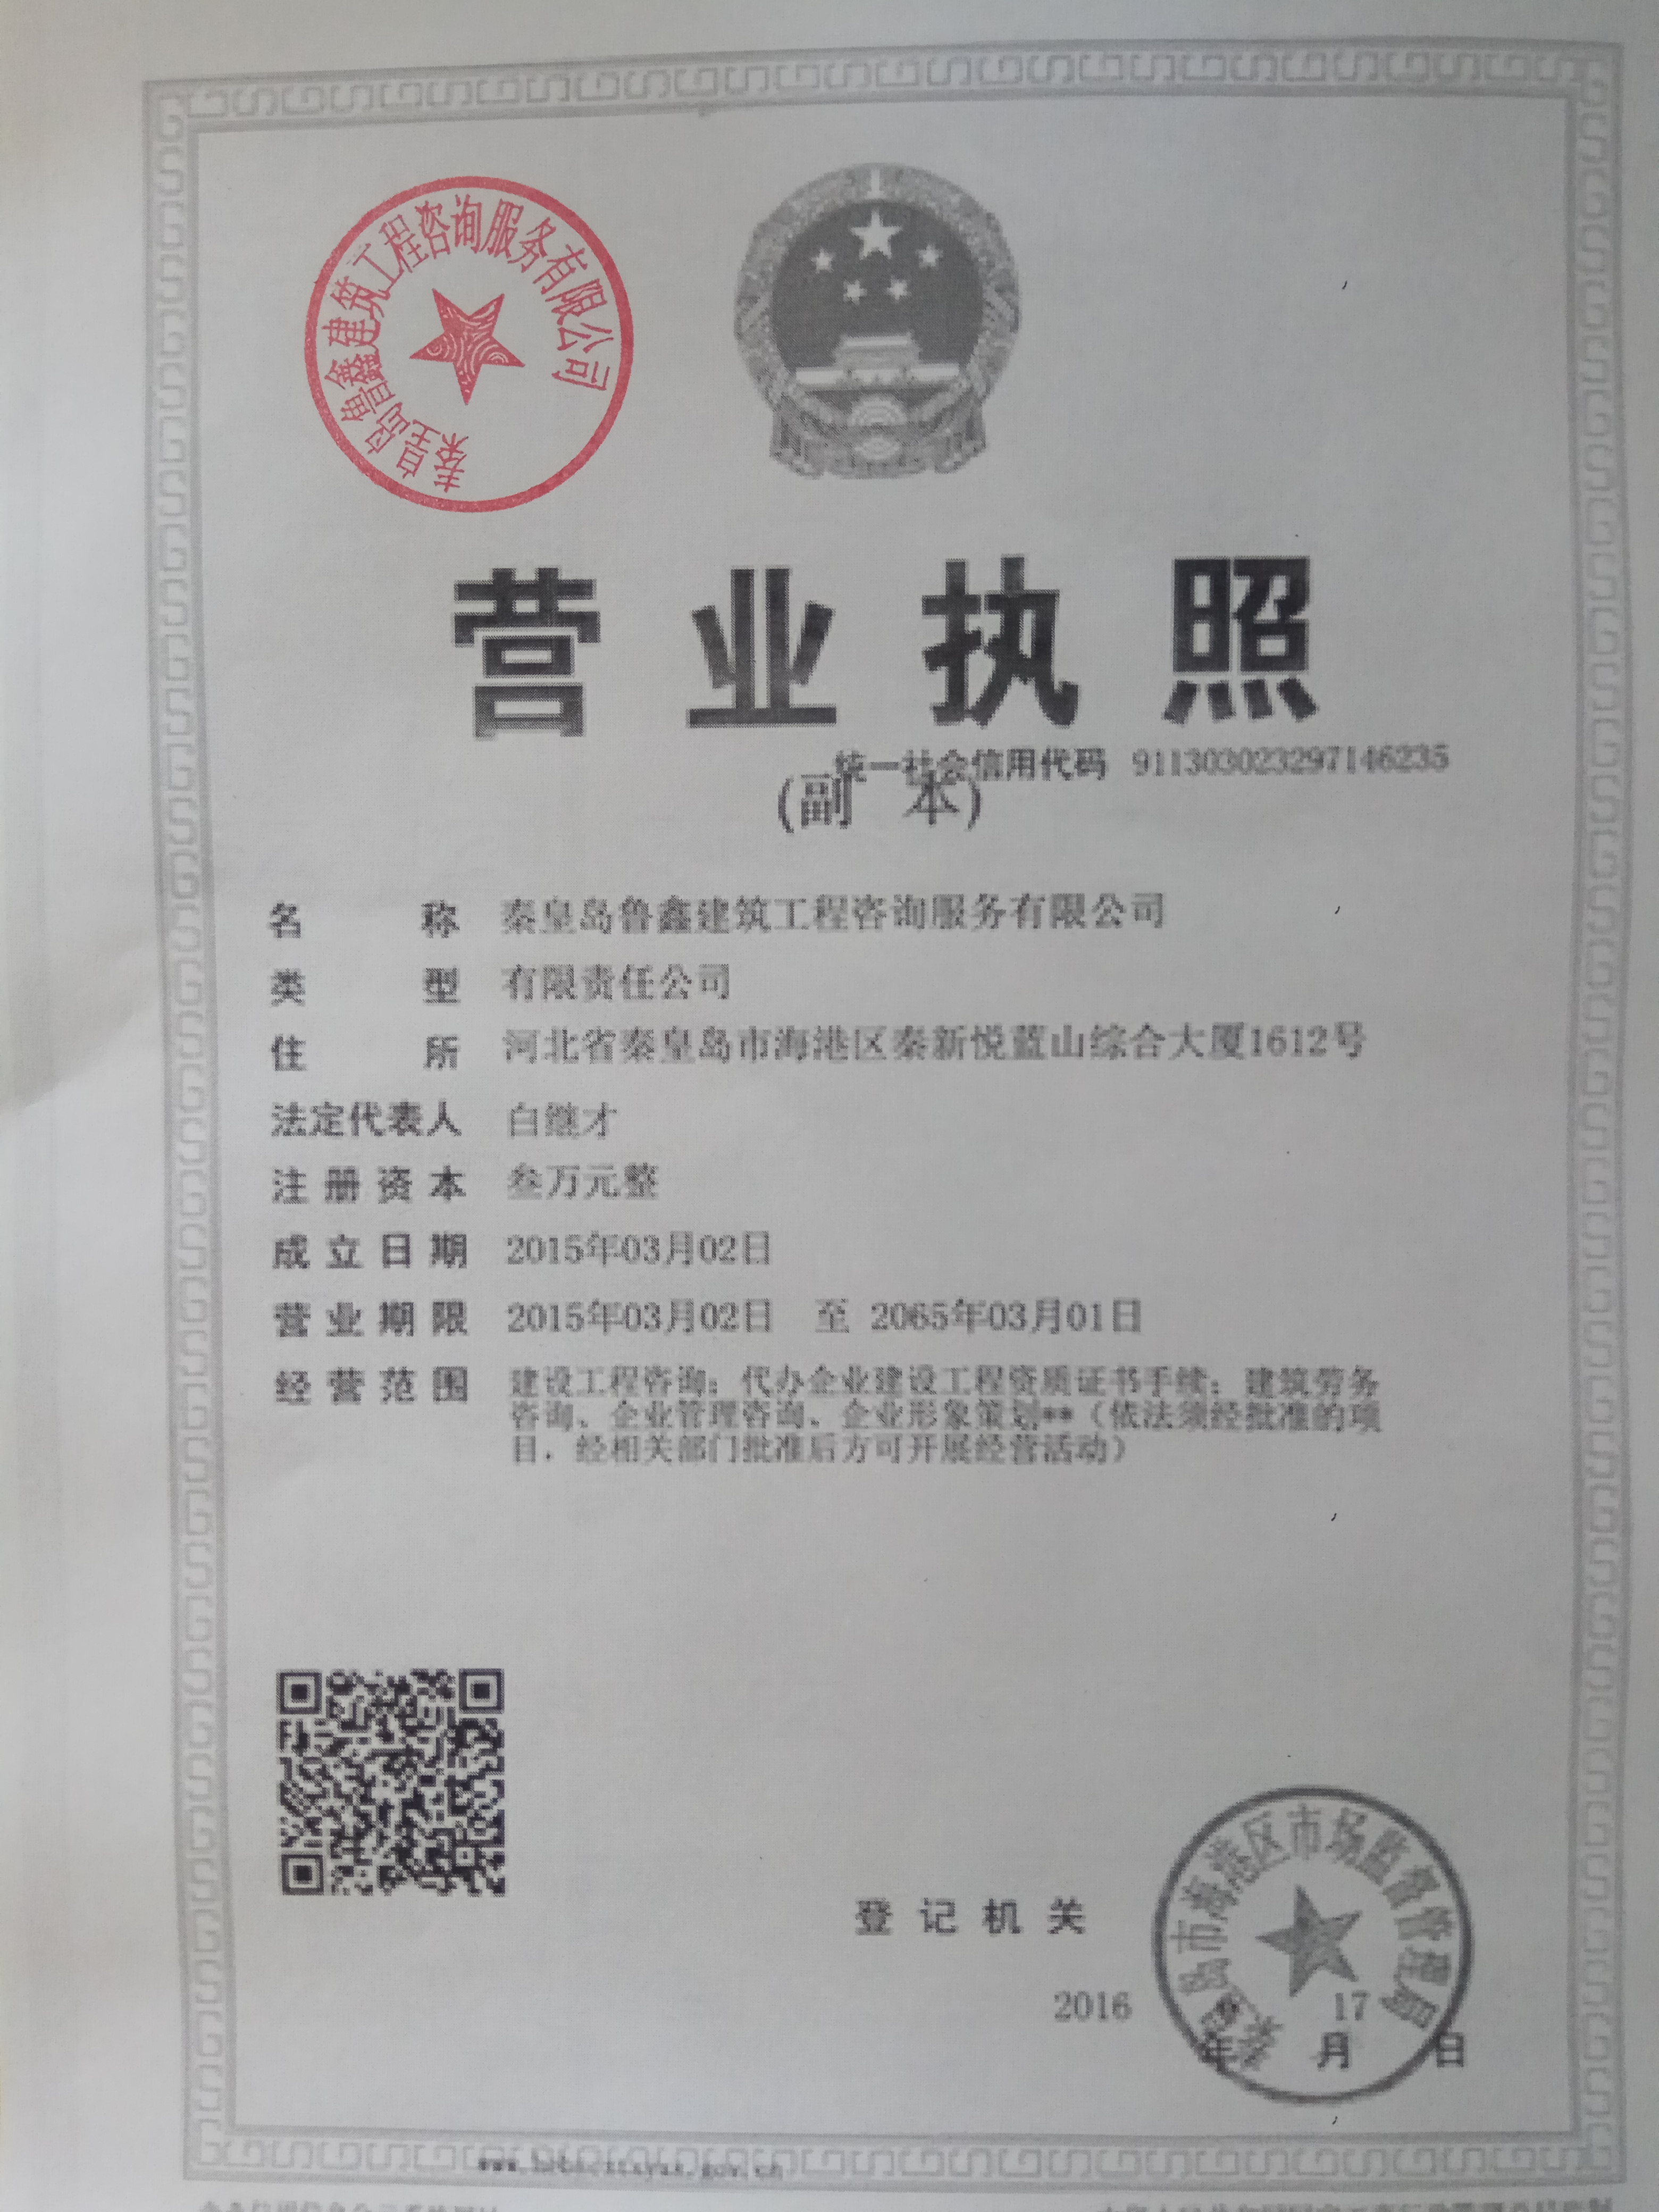 秦皇岛鲁鑫建筑工程咨询服务有限公司
营业执照
统一社会信用代码 911303023297146235
(副 本)
名 称 秦皇岛鲁鑫建筑工程咨询服务有限公司
类 型 有限责任公司
住 所 河北省秦皇岛市海港区秦新悦蓝山综合大厦1612号
法定代表人 白继才
注册资本 叁万元整
成立日期 2015年03月02日
营业期限 2015年03月02日 至 2065年03月01日
经营范围 建设工程咨询；代办企业建设工程资质证书手续；建筑劳务
咨询、企业管理咨询、企业形象策划**（依法须经批准的项
目，经相关部门批准后方可开展经营活动）
秦皇岛市海港区市场监督管理局
登记机关
2016 17
年 月 日